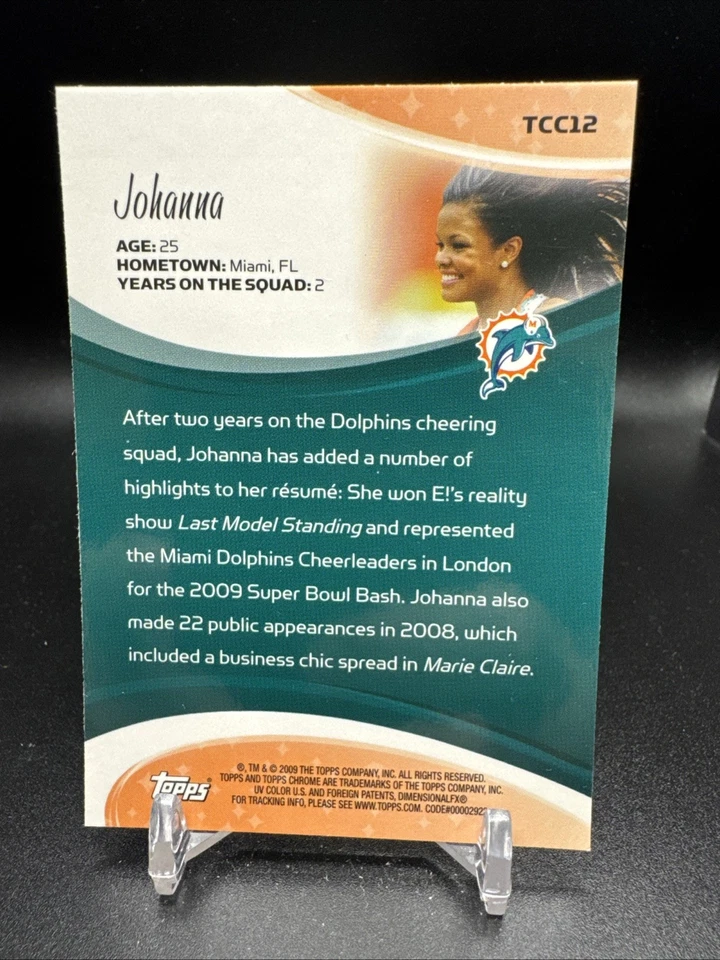 TCC12
Johanna
AGE: 25
HOMETOWN: Miami, FL
YEARS ON THE SQUAD: 2
M
After two years on the Dolphins cheering
squad, Johanna has added a number of
highlights to her résumé: She won E!'s reality
show Last Model Standing and represented
the Miami Dolphins Cheerleaders in London
for the 2009 Super Bowl Bash. Johanna also
made 22 public appearances in 2008, which
included a business chic spread in Marie Claire.
Topps®
®, TM & © 2009 THE TOPPS COMPANY, INC. ALL RIGHTS RESERVED.
TOPPS AND TOPPS CHROME ARE TRADEMARKS OF THE TOPPS COMPANY, INC.
UV COLOR U.S. AND FOREIGN PATENTS, DIMENSIONALFX®
FOR TRACKING INFO, PLEASE SEE WWW.TOPPS.COM.